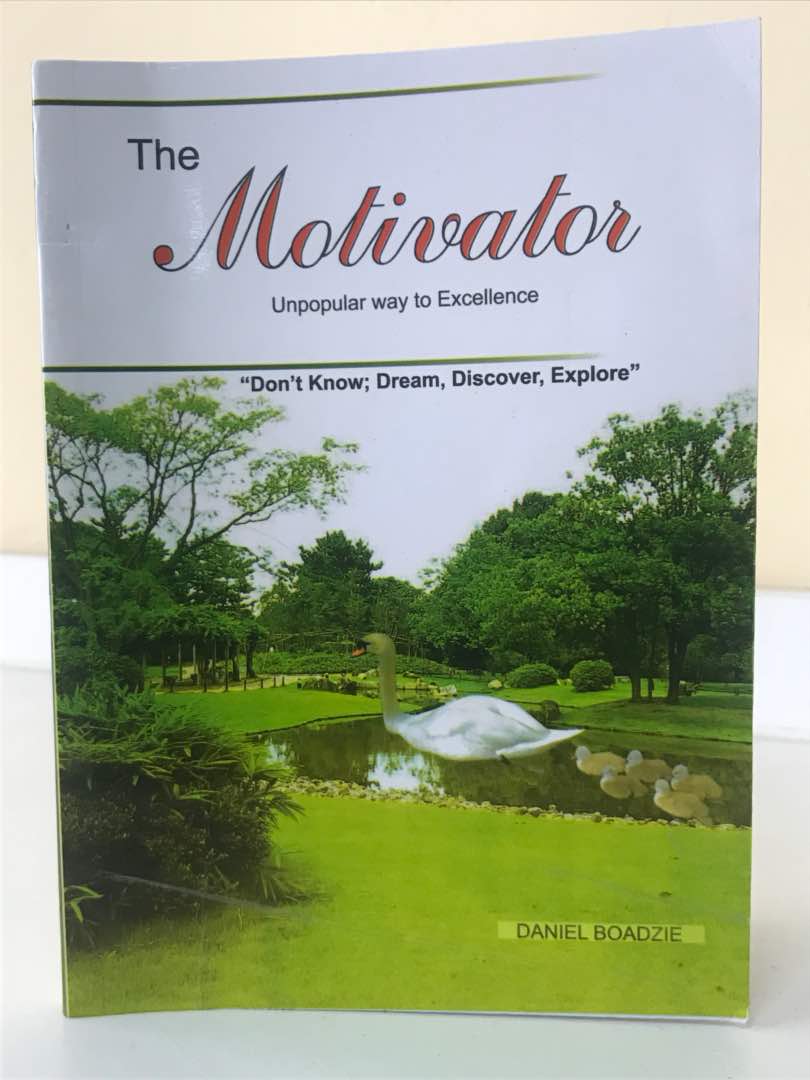 The
Motivator
Unpopular way to Excellence
“Don’t Know; Dream, Discover, Explore”
DANIEL BOADZIE